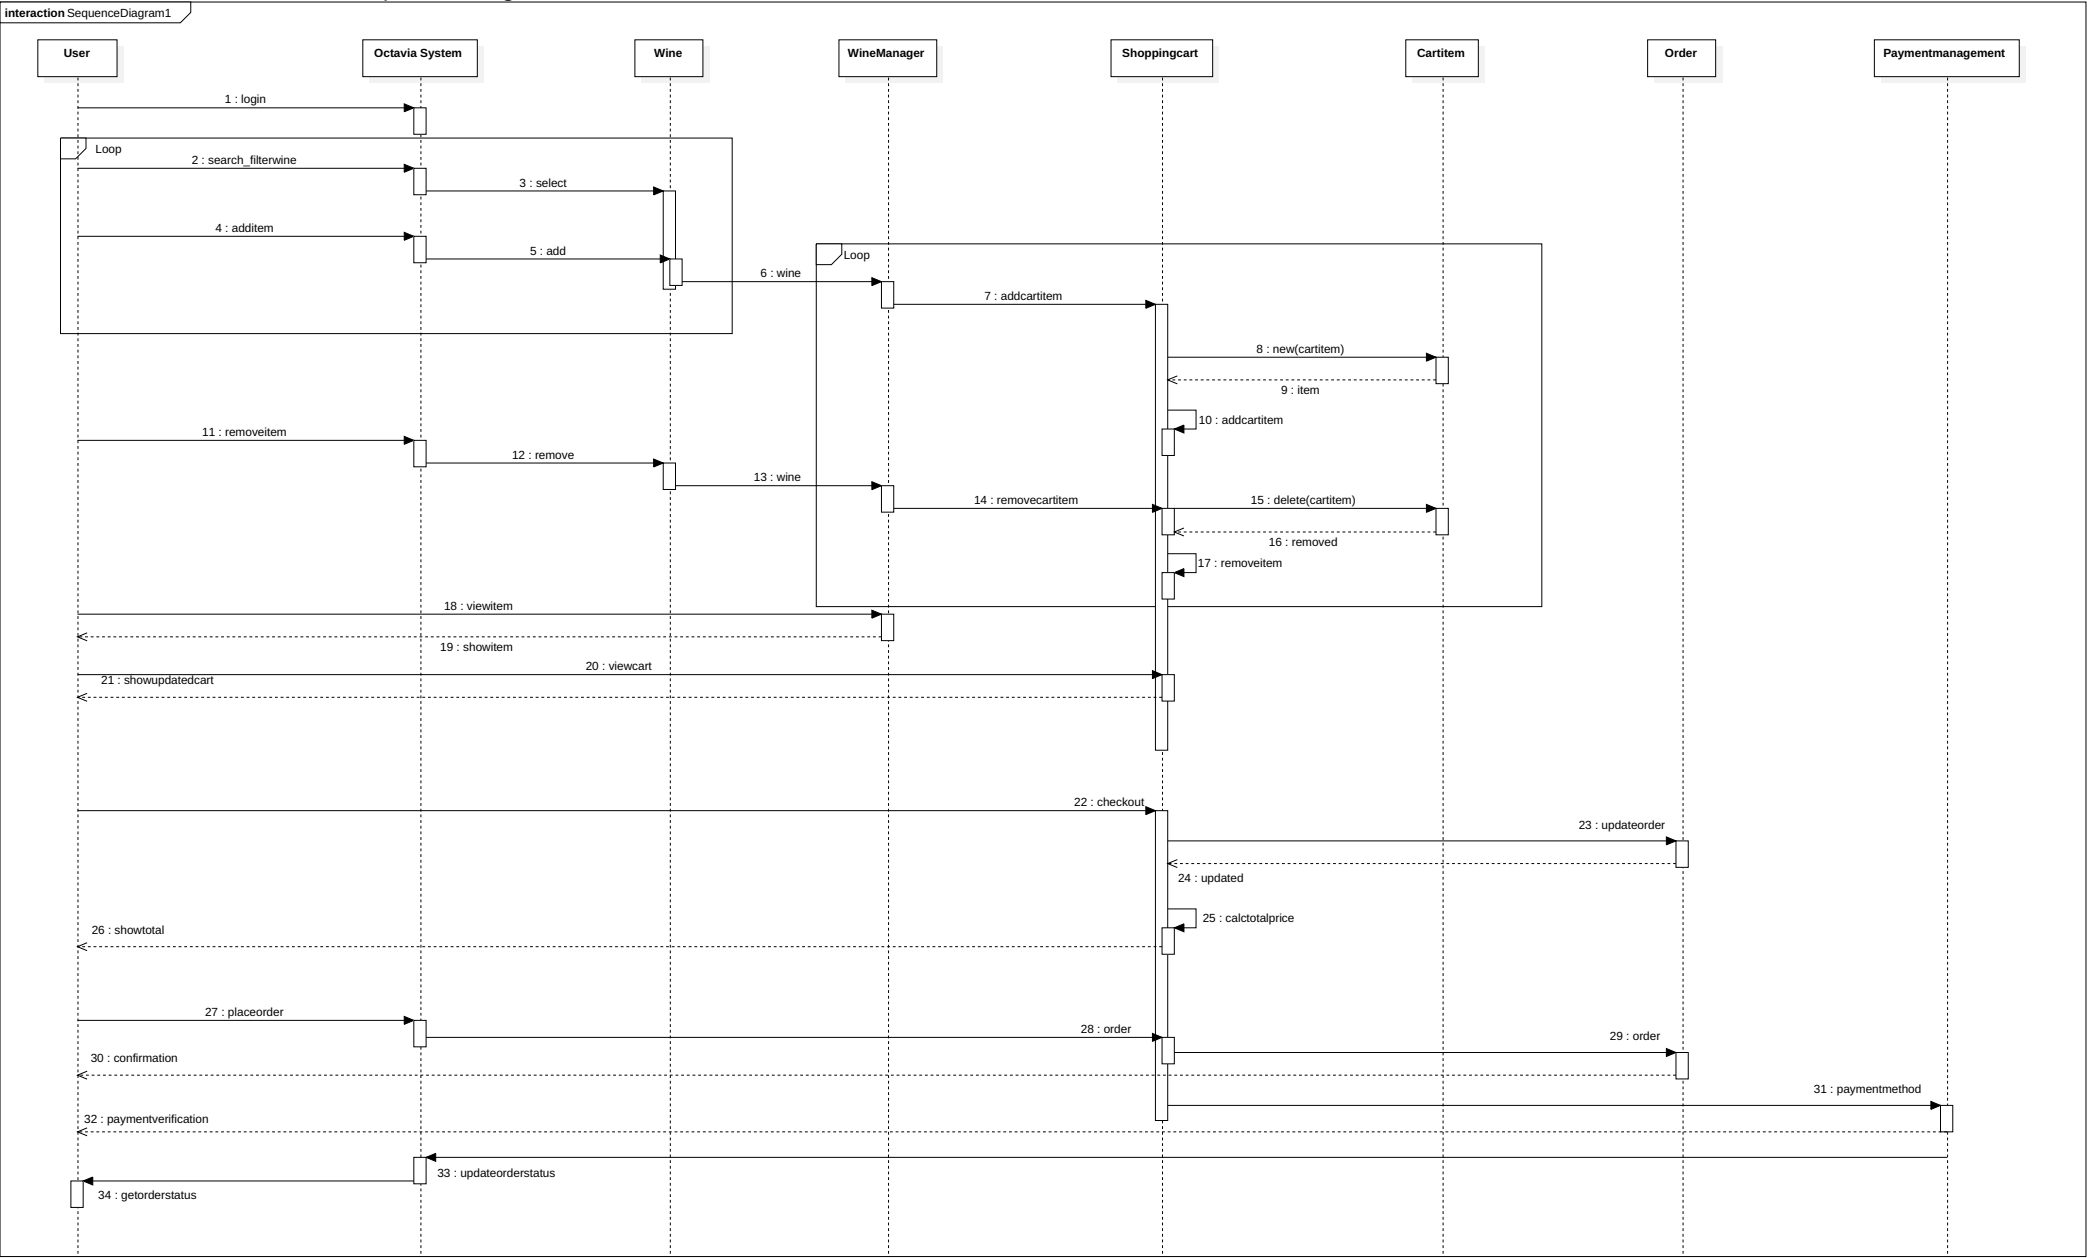 interaction SequenceDiagram1
User
Octavia System
Wine
WineManager
Shoppingcart
Cartitem
Order
Paymentmanagement
1 : login
Loop
2 : search_filterwine
3 : select
4 : additem
5 : add
Loop
6 : wine
7 : addcartitem
8 : new(cartitem)
9 : item
10 : addcartitem
11 : removeitem
12 : remove
13 : wine
14 : removecartitem
15 : delete(cartitem)
16 : removed
17 : removeitem
18 : viewitem
19 : showitem
20 : viewcart
21 : showupdatedcart
22 : checkout
23 : updateorder
24 : updated
25 : calctotalprice
26 : showtotal
27 : placeorder
28 : order
29 : order
30 : confirmation
31 : paymentmethod
32 : paymentverification
33 : updateorderstatus
34 : getorderstatus